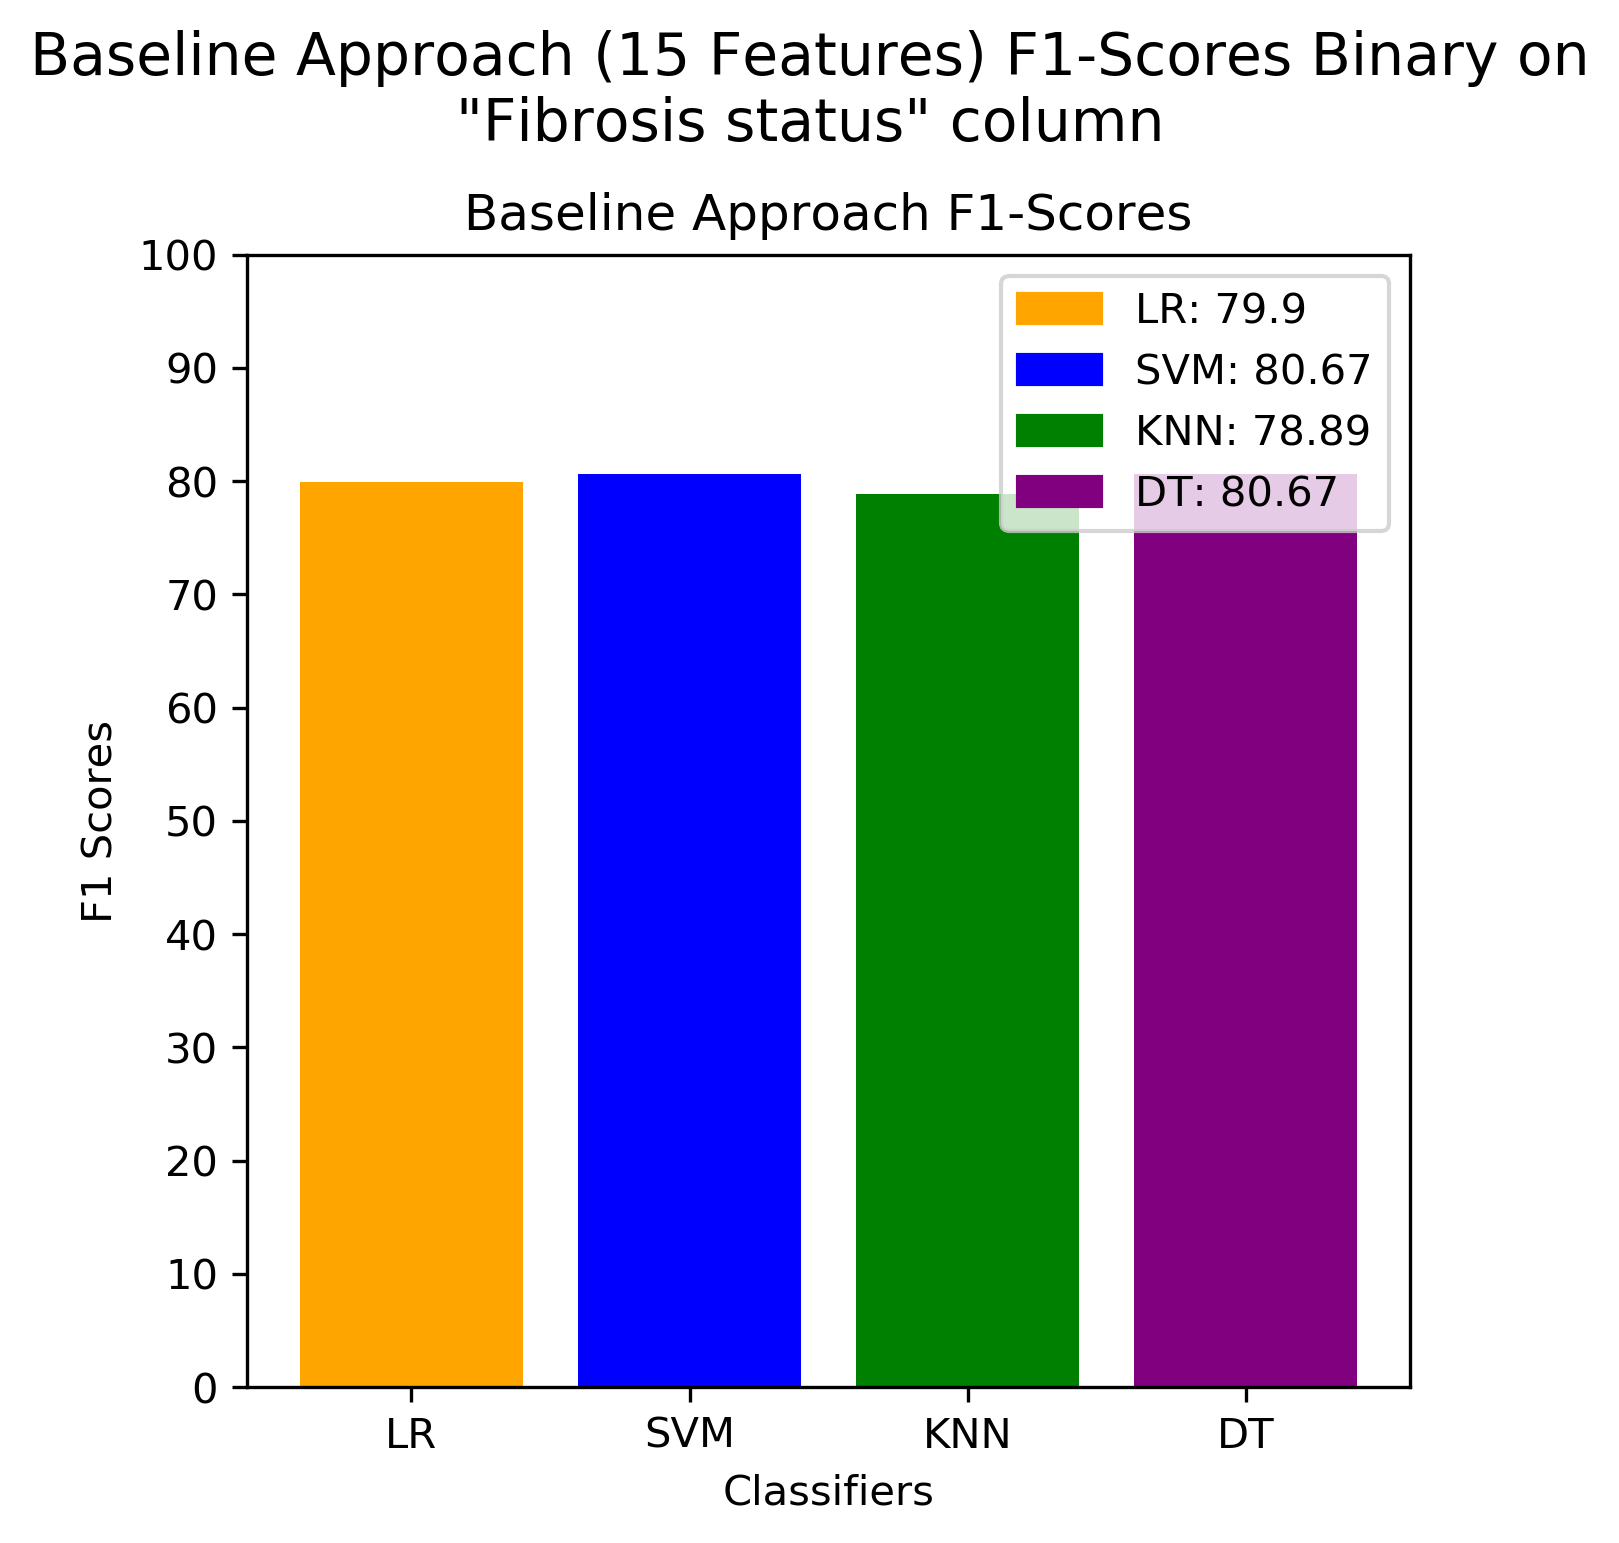 Baseline Approach (15 Features) F1-Scores Binary on
"Fibrosis status" column
Baseline Approach F1-Scores
100
90
80
70
60
50
40
30
20
10
0
F1 Scores
LR: 79.9
SVM: 80.67
KNN: 78.89
DT: 80.67
LR SVM KNN DT
Classifiers